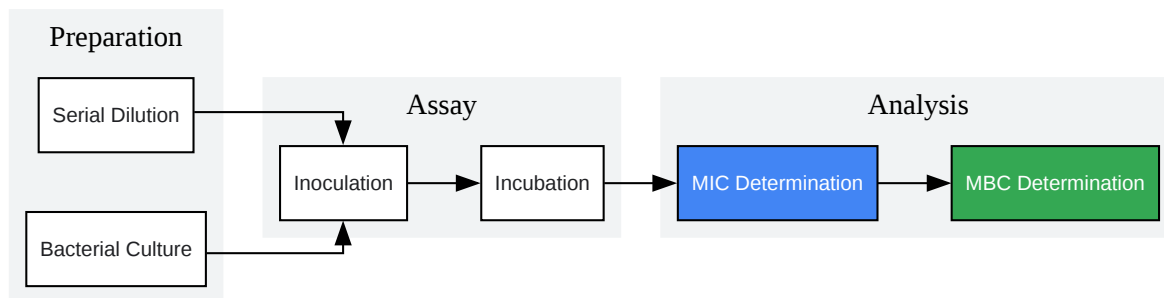 Preparation
Serial Dilution
Bacterial Culture
Assay
Inoculation
Incubation
Analysis
MIC Determination
MBC Determination